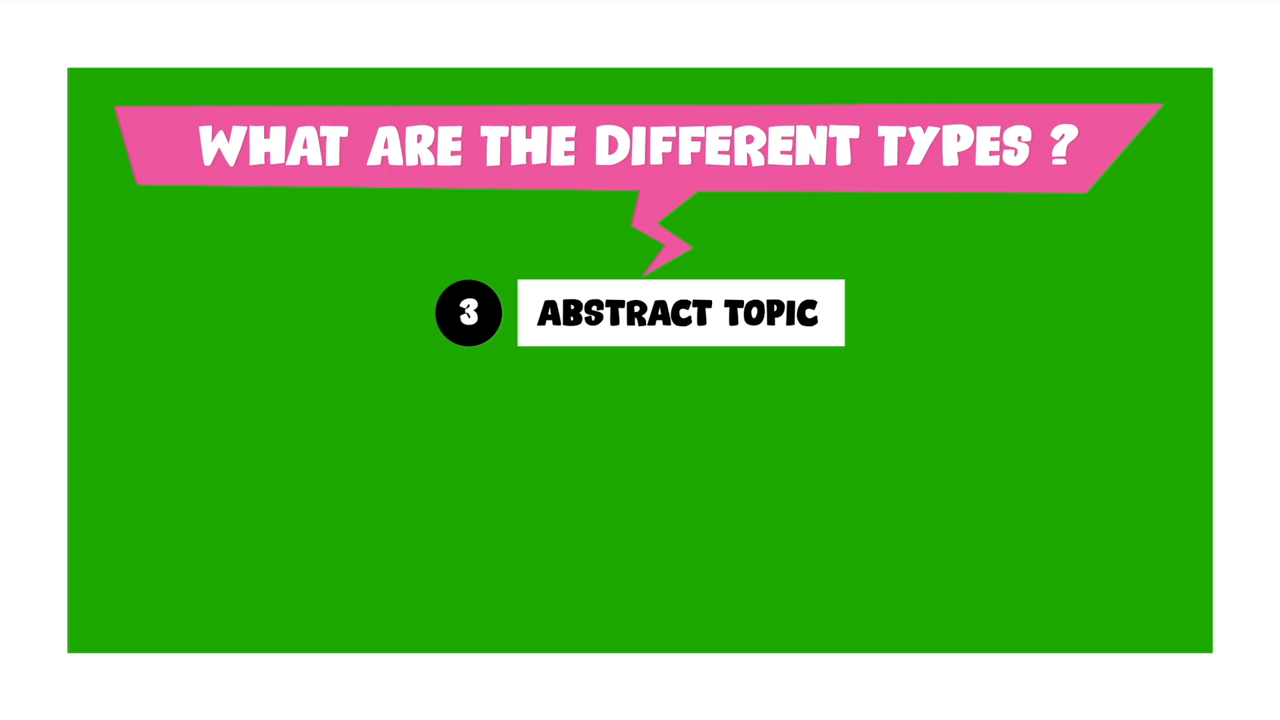 WHAT ARE THE DIFFERENT TYPES ?
3 ABSTRACT TOPIC